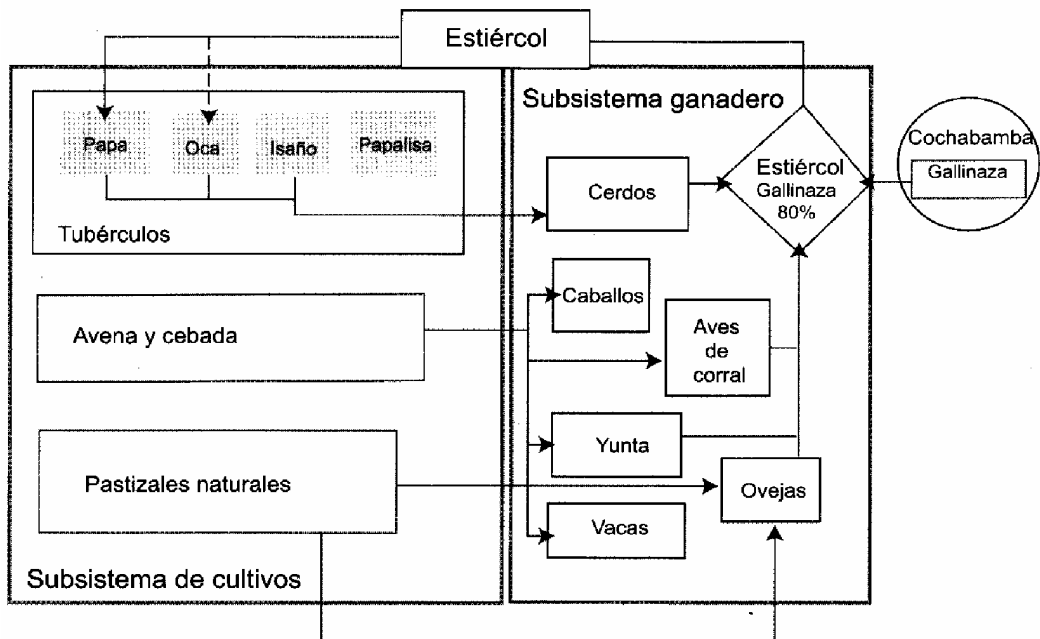 Estiércol
Subsistema ganadero
Papa
Oca
Isaño
Papalisa
Tubérculos
Cerdos
Estiércol
Gallinaza
80%
Cochabamba
Gallinaza
Avena y cebada
Caballos
Aves
de
corral
Yunta
Pastizales naturales
Ovejas
Vacas
Subsistema de cultivos